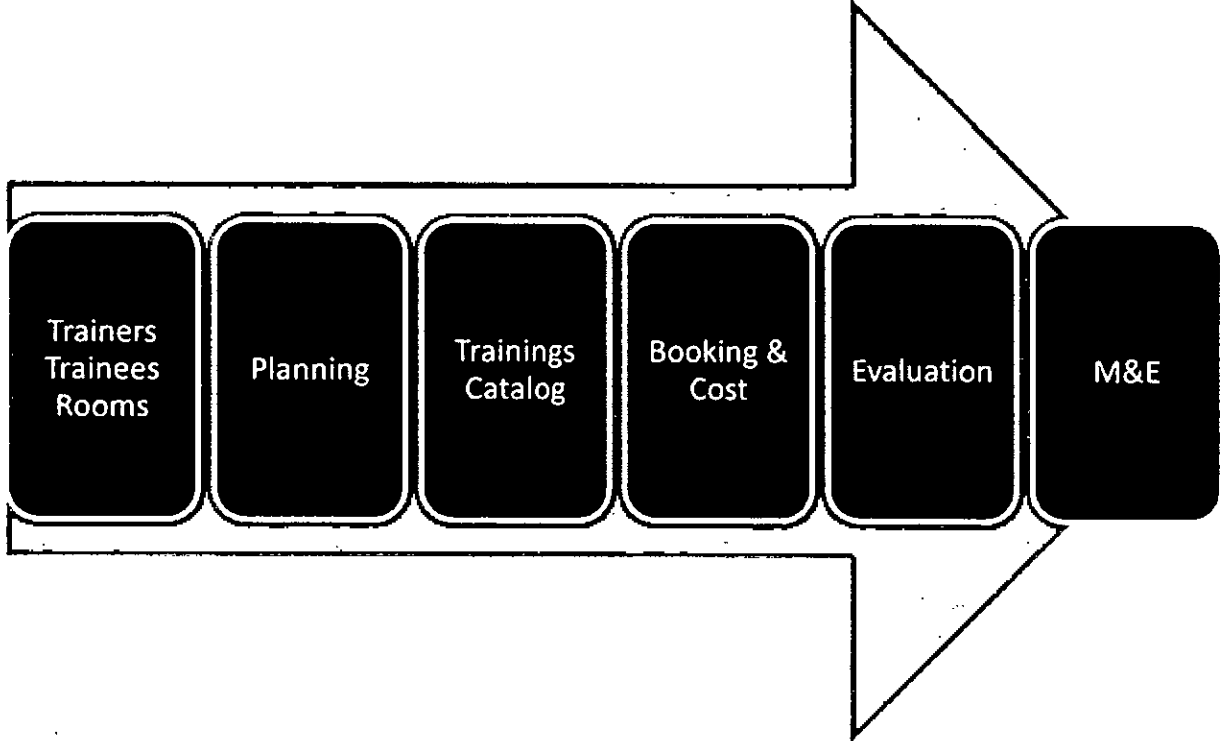 Trainers
Trainees
Rooms
Planning
Trainings
Catalog
Booking &
Cost
Evaluation
M&E